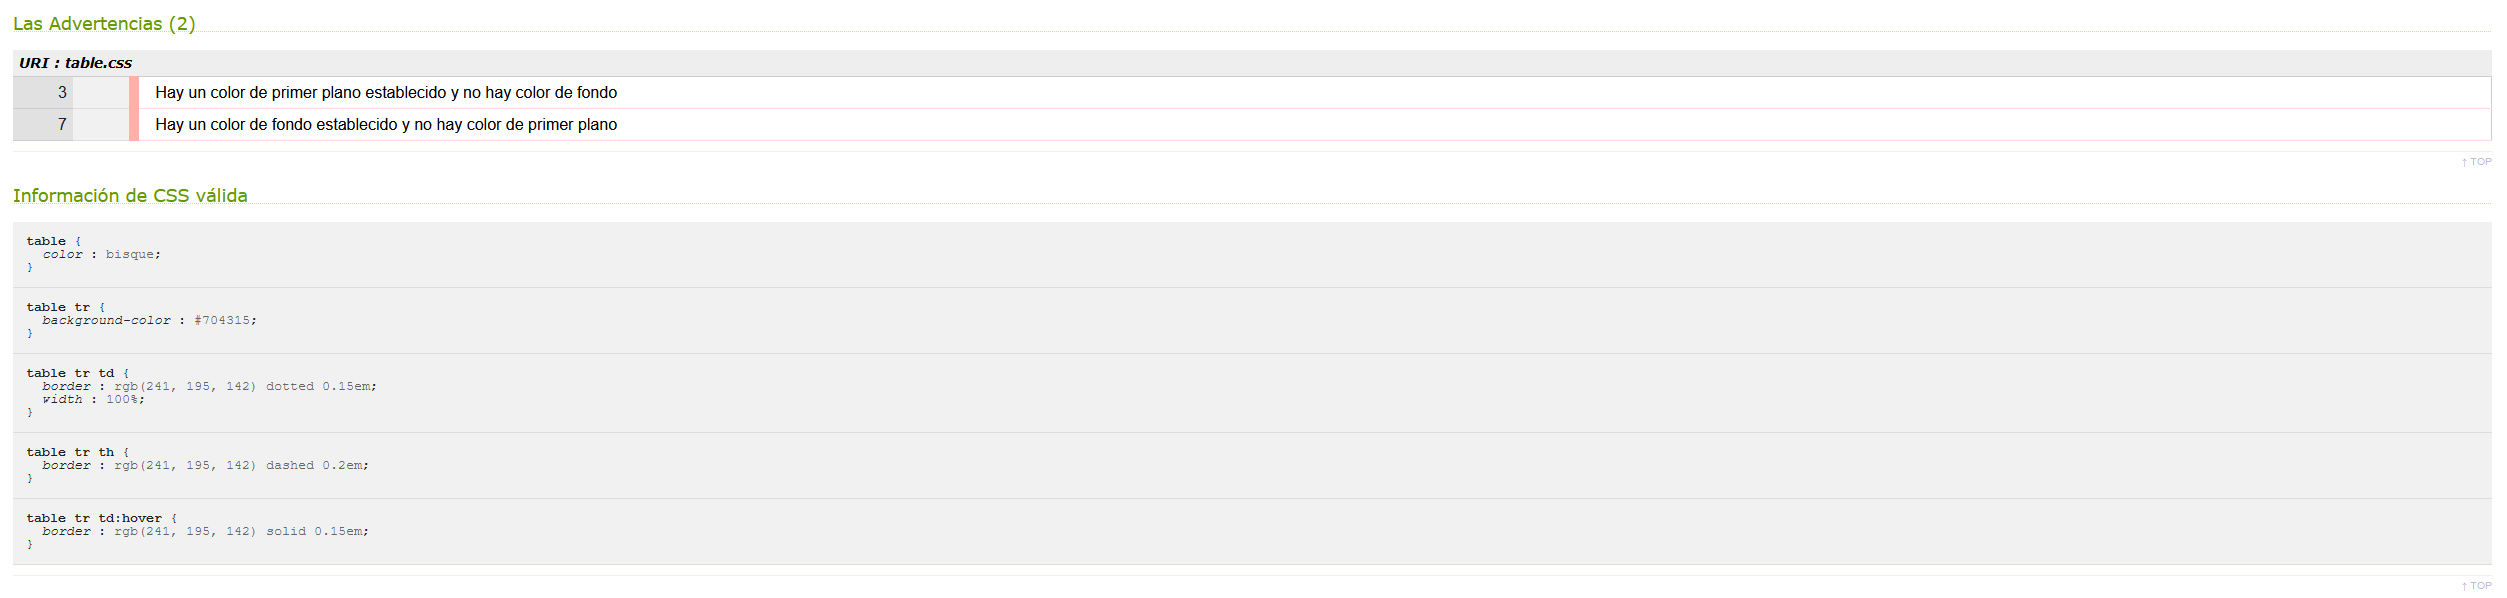 Las Advertencias (2)
URI : table.css
3 Hay un color de primer plano establecido y no hay color de fondo
7 Hay un color de fondo establecido y no hay color de primer plano
↑ TOP
Información de CSS válida
table {
  color : bisque;
}
table tr {
  background-color : #704315;
}
table tr td {
  border : rgb(241, 195, 142) dotted 0.15em;
  width : 100%;
}
table tr th {
  border : rgb(241, 195, 142) dashed 0.2em;
}
table tr td:hover {
  border : rgb(241, 195, 142) solid 0.15em;
}
↑ TOP